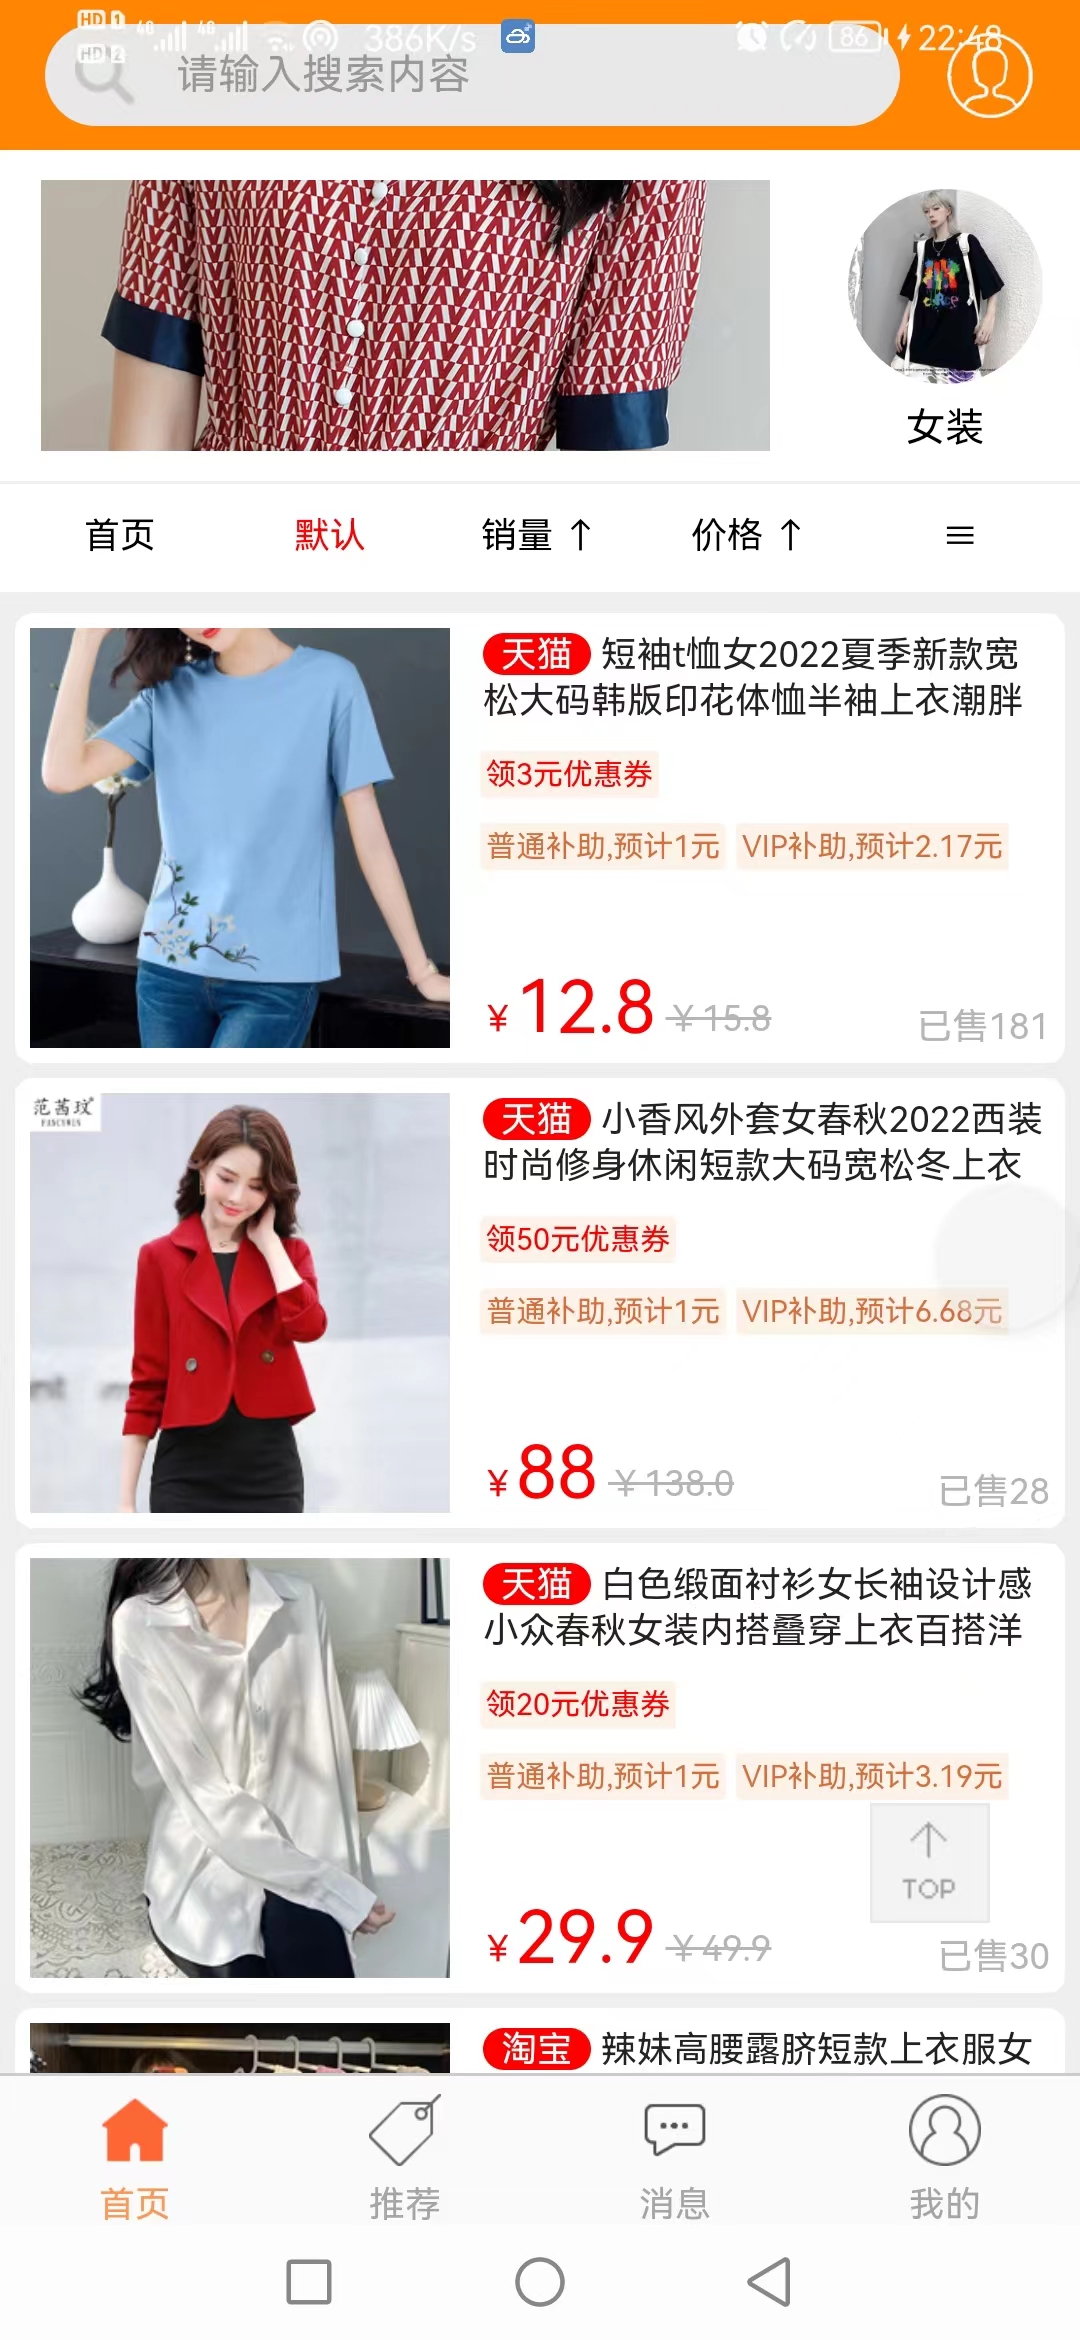 HD 1 4G 4G 386K/s 86 22:48
HD 2
请输入搜索内容
女装
首页 默认 销量 ↑ 价格 ↑ ≡
天猫 短袖t恤女2022夏季新款宽
松大码韩版印花体恤半袖上衣潮胖
领3元优惠券
普通补助,预计1元 VIP补助,预计2.17元
¥12.8 ¥15.8 已售181
范茜玟
天猫 小香风外套女春秋2022西装
时尚修身休闲短款大码宽松冬上衣
领50元优惠券
普通补助,预计1元 VIP补助,预计6.68元
¥88 ¥138.0 已售28
天猫 白色缎面衬衫女长袖设计感
小众春秋女装内搭叠穿上衣百搭洋
领20元优惠券
普通补助,预计1元 VIP补助,预计3.19元
TOP
¥29.9 ¥49.9 已售30
淘宝 辣妹高腰露脐短款上衣服女
首页 推荐 消息 我的